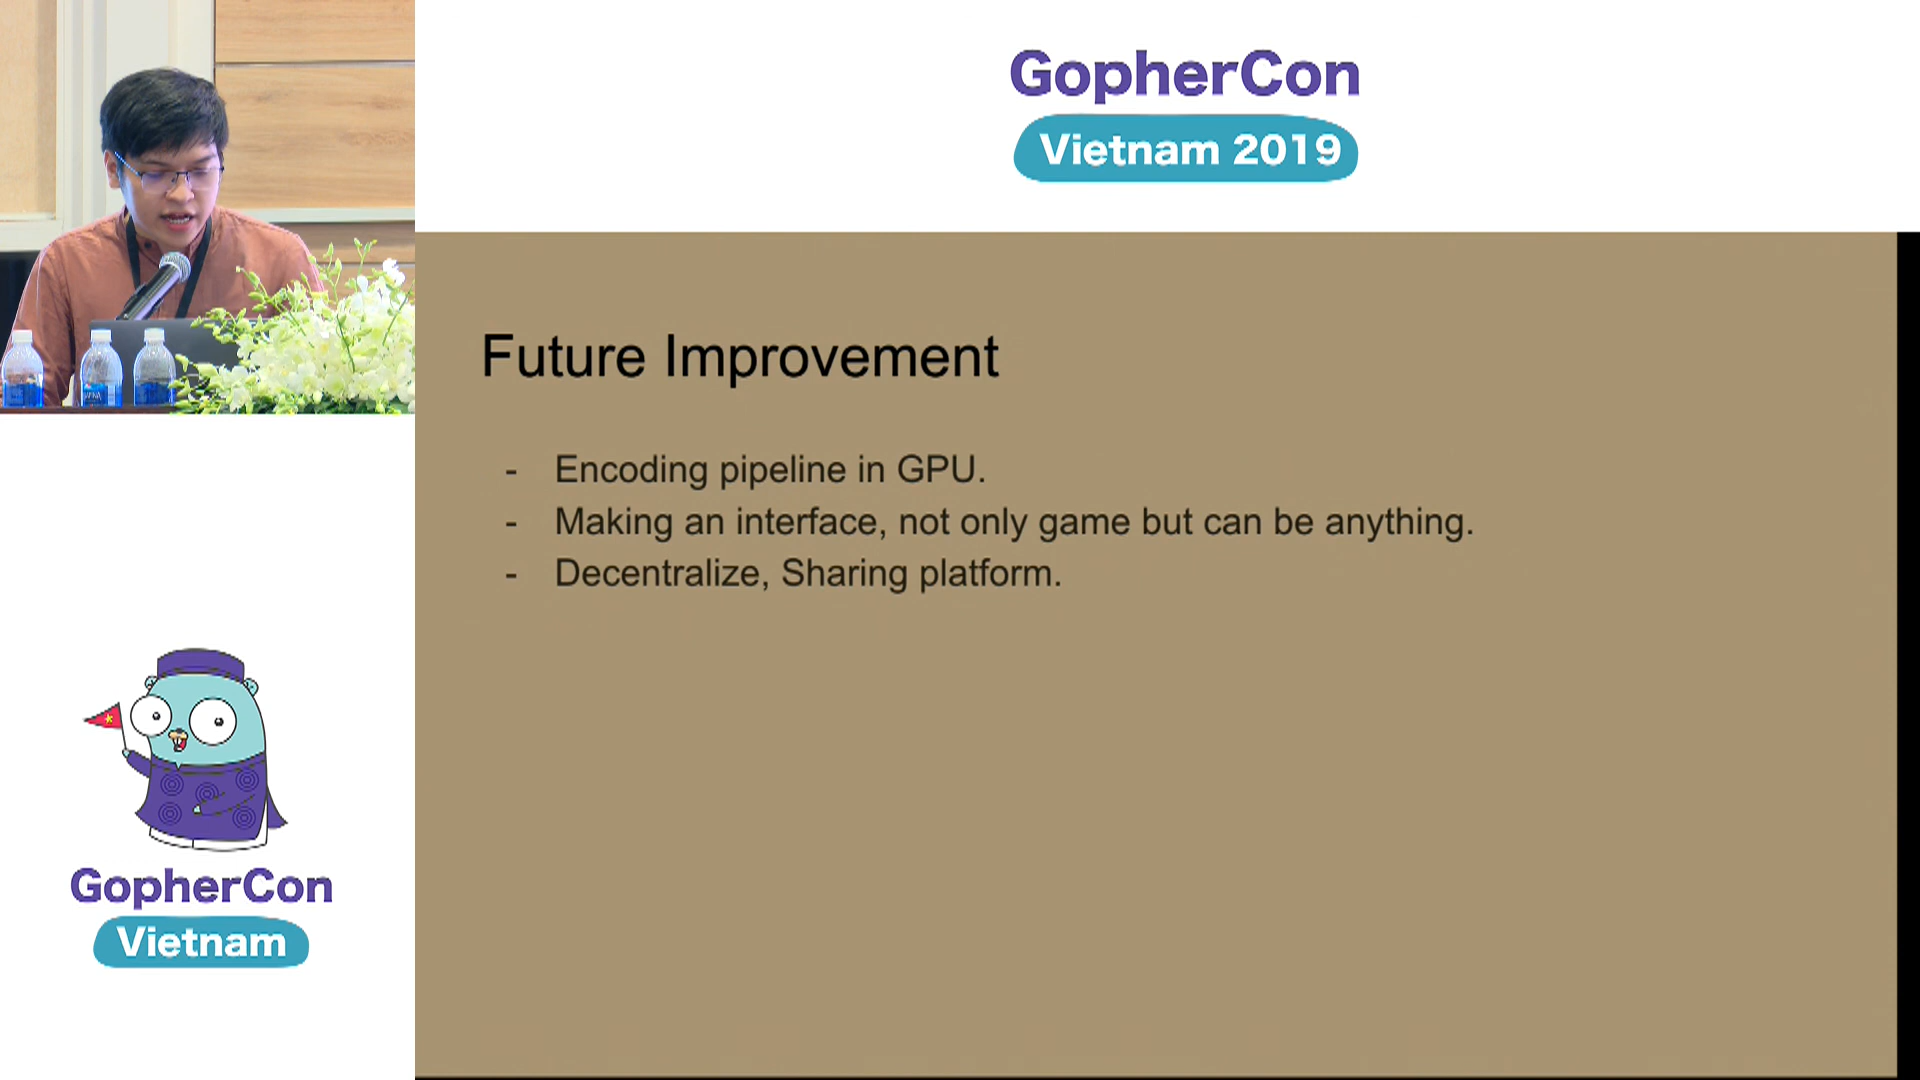 GopherCon
Vietnam 2019
Future Improvement
- Encoding pipeline in GPU.
- Making an interface, not only game but can be anything.
- Decentralize, Sharing platform.
GopherCon
Vietnam